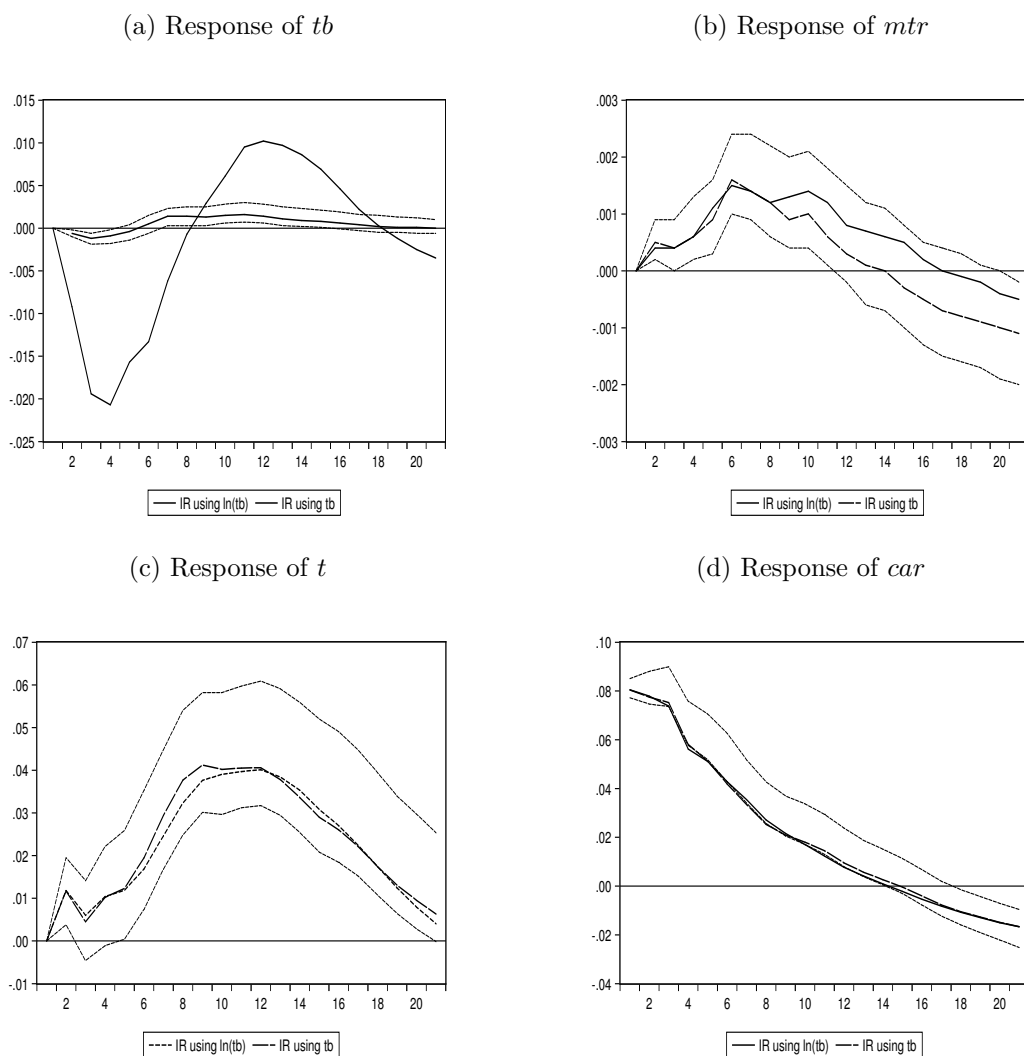 (a) Response of tb
(b) Response of mtr
.015
.010
.005
.000
-.005
-.010
-.015
-.020
-.025
2 4 6 8 10 12 14 16 18 20
IR using ln(tb) IR using tb
.003
.002
.001
.000
-.001
-.002
-.003
2 4 6 8 10 12 14 16 18 20
IR using ln(tb) IR using tb
(c) Response of t
(d) Response of car
.07
.06
.05
.04
.03
.02
.01
.00
-.01
2 4 6 8 10 12 14 16 18 20
IR using ln(tb) IR using tb
.10
.08
.06
.04
.02
.00
-.02
-.04
2 4 6 8 10 12 14 16 18 20
IR using ln(tb) IR using tb